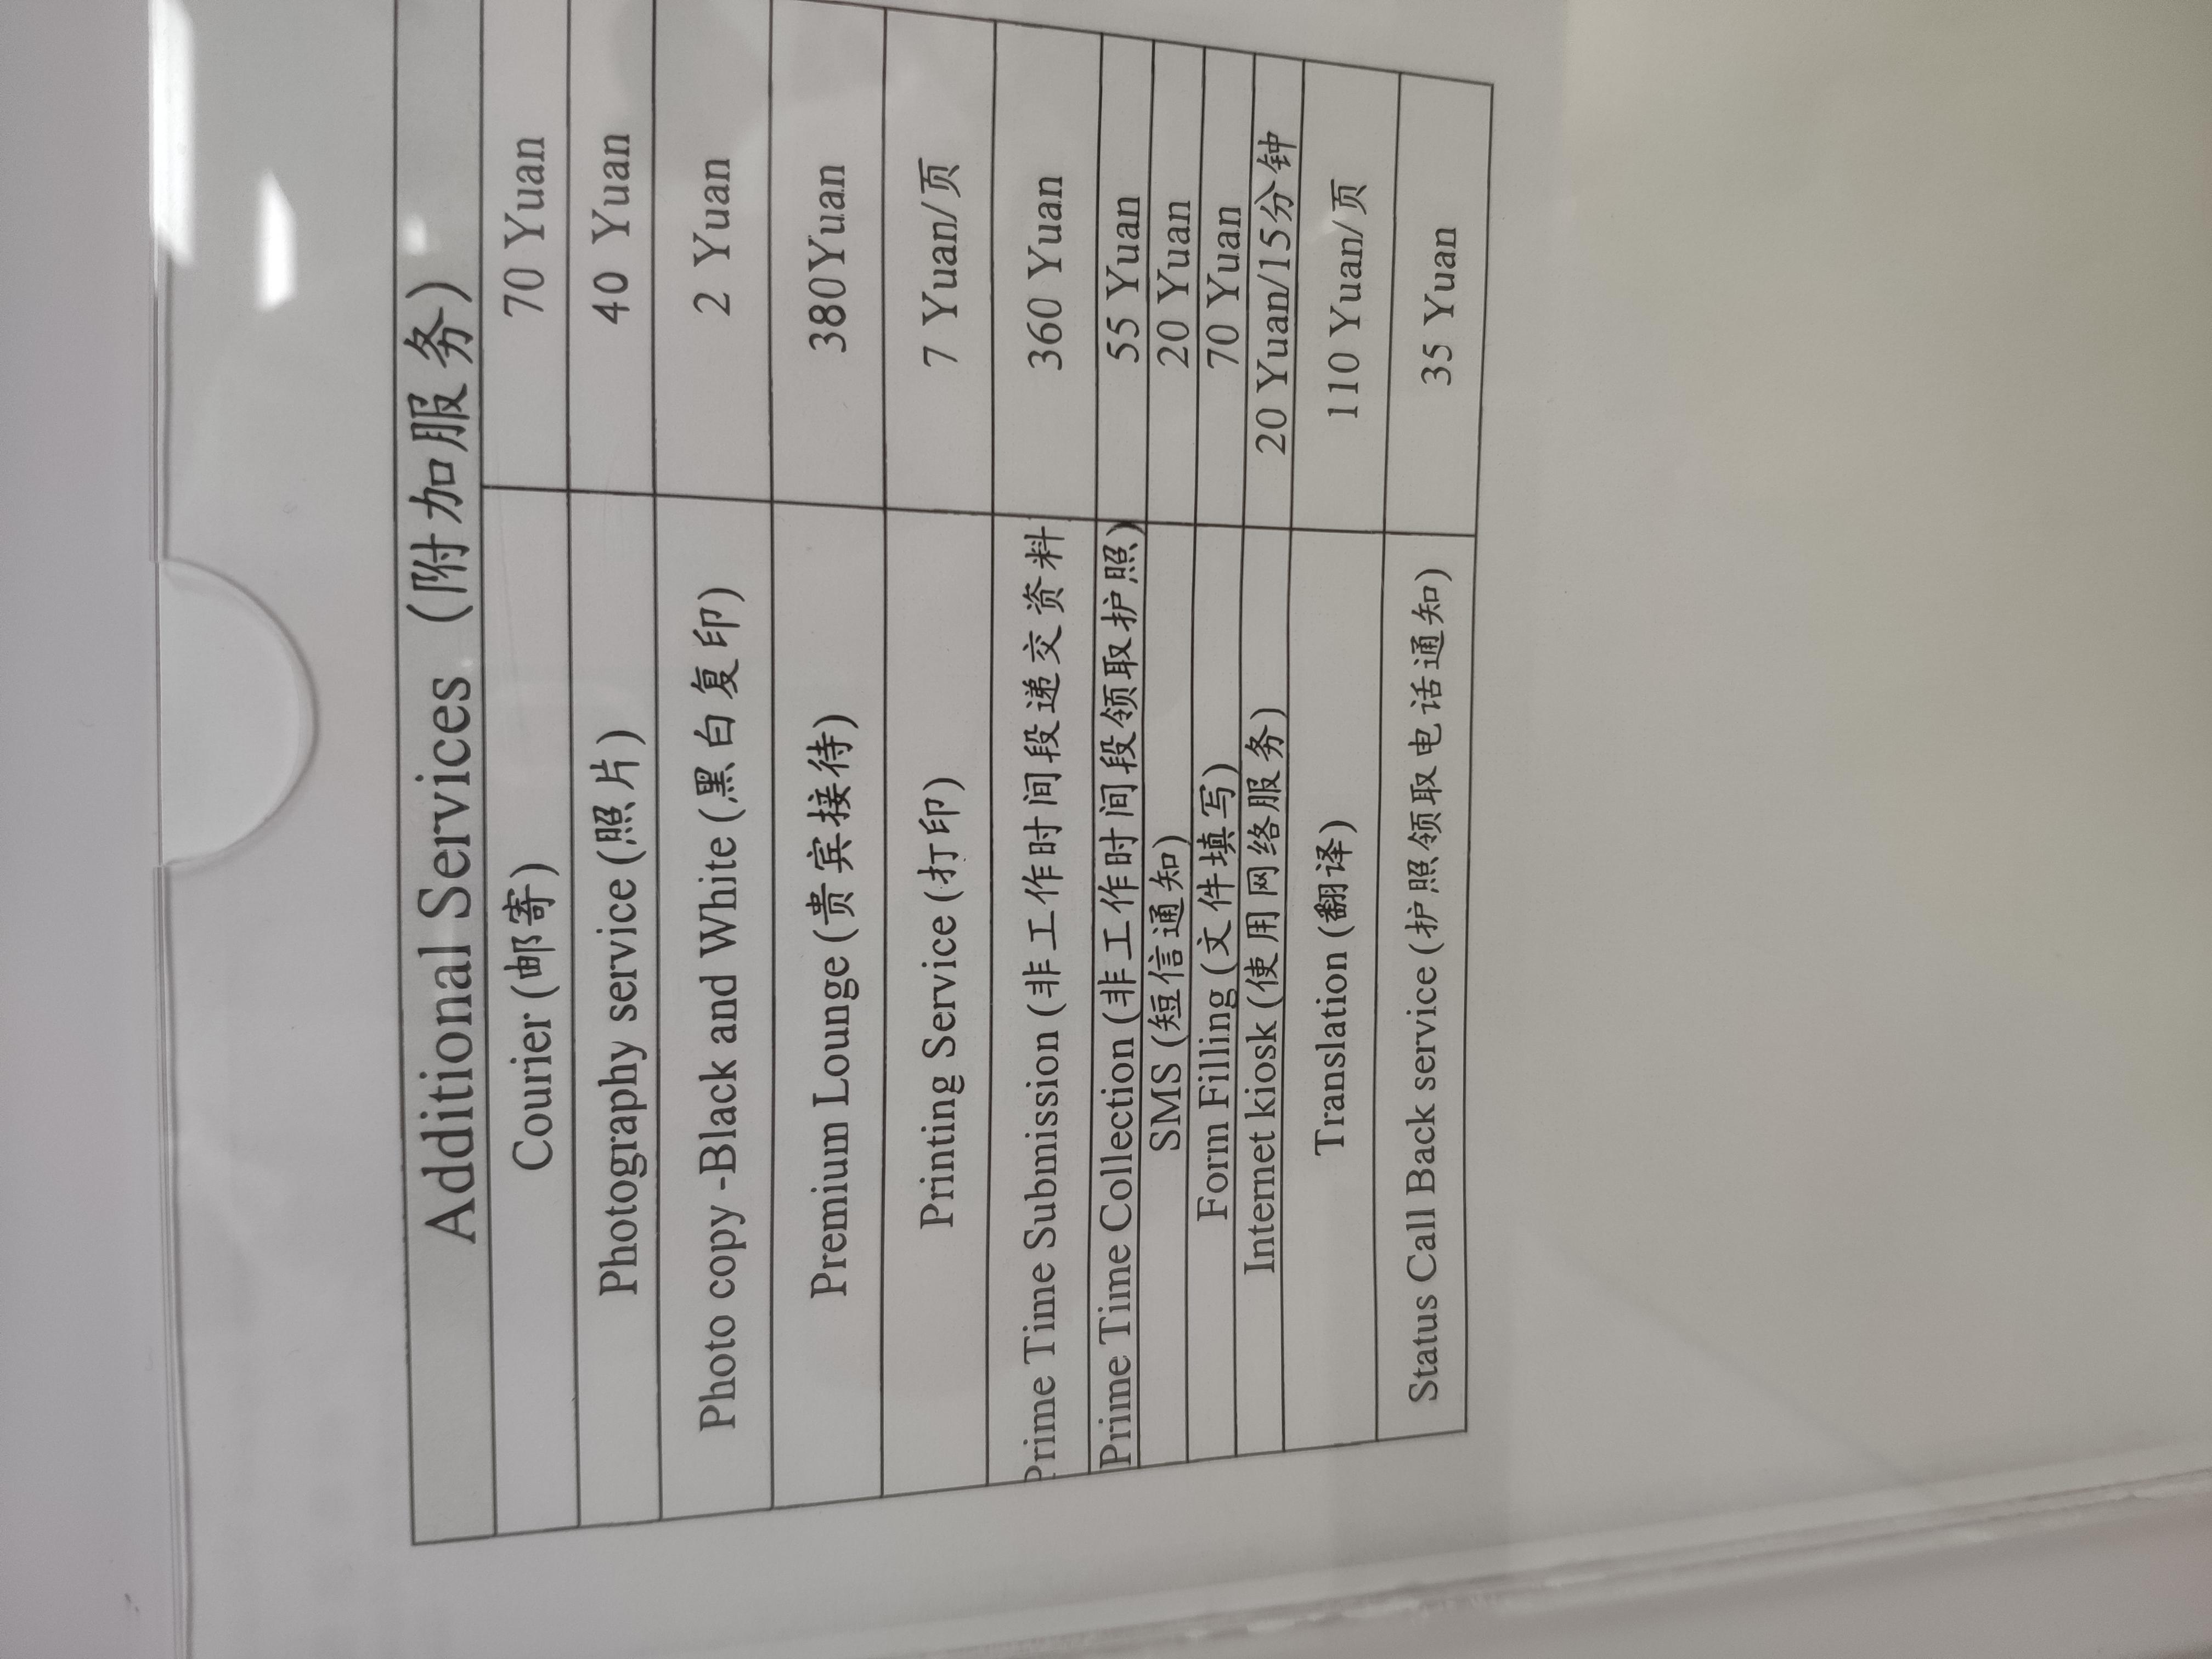 Additional Services （附加服务）
Courier (邮寄) 70 Yuan
Photography service (照片) 40 Yuan
Photo copy -Black and White (黑白复印) 2 Yuan
Premium Lounge (贵宾接待) 380Yuan
Printing Service (打印) 7 Yuan/页
Prime Time Submission (非工作时间段递交资料 360 Yuan
Prime Time Collection (非工作时间段领取护照) 55 Yuan
SMS (短信通知) 20 Yuan
Form Filling (文件填写) 70 Yuan
Internet kiosk (使用网络服务) 20 Yuan/15分钟
Translation (翻译) 110 Yuan/页
Status Call Back service (护照领取电话通知) 35 Yuan